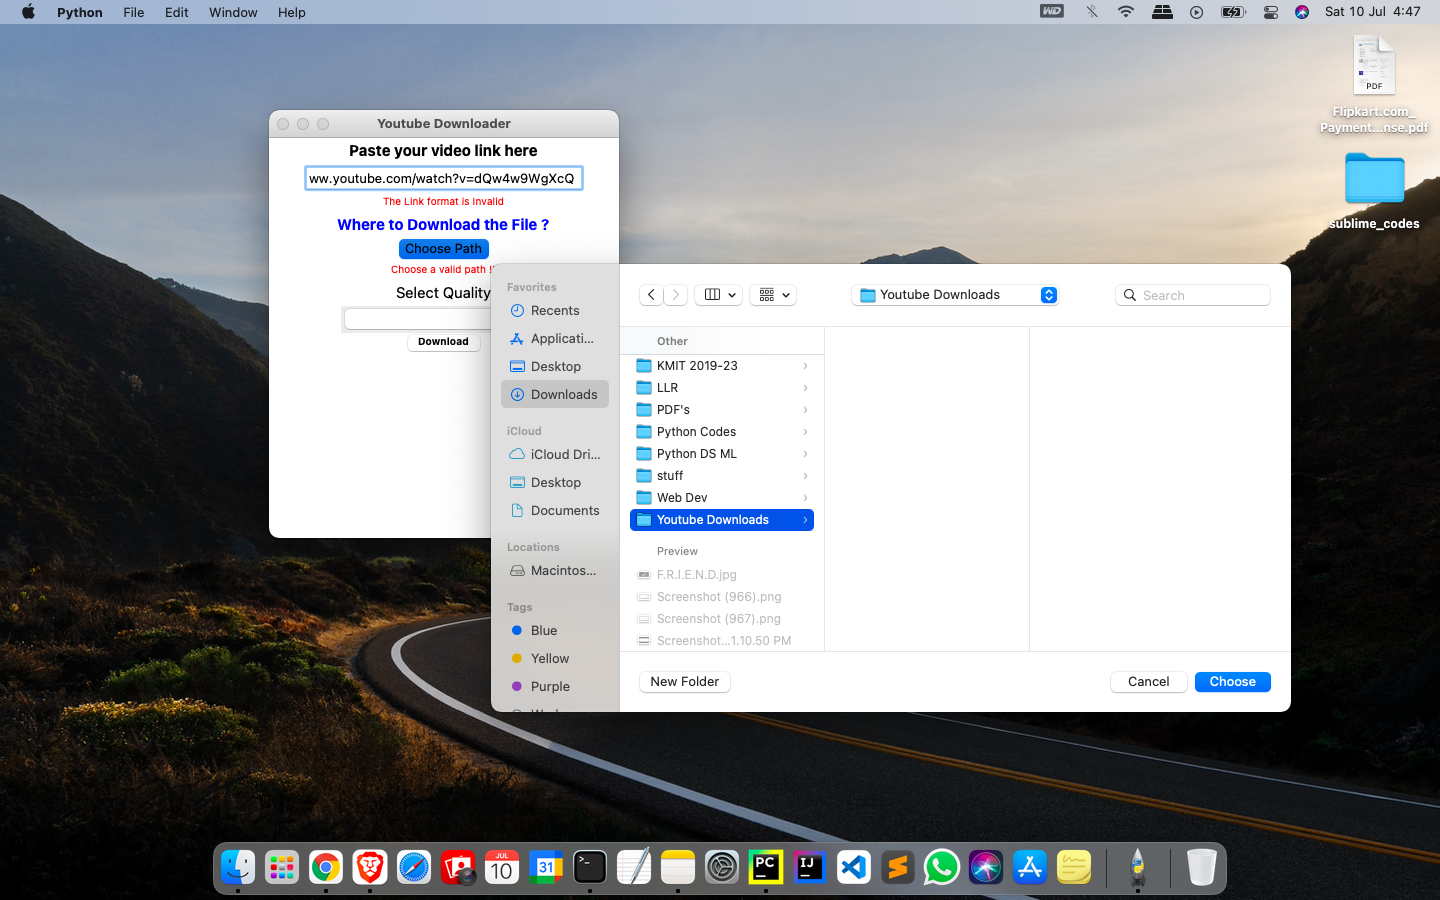 Python File Edit Window Help
WD
Sat 10 Jul 4:47
PDF
Flipkart.com_
Payment...nse.pdf
sublime_codes
Youtube Downloader
Paste your video link here
ww.youtube.com/watch?v=dQw4w9WgXcQ
The Link format is Invalid
Where to Download the File ?
Choose Path
Choose a valid path
Select Quality
Download
Favorites
Recents
Applicati...
Desktop
Downloads
iCloud
iCloud Dri...
Desktop
Documents
Locations
Macintos...
Tags
Blue
Yellow
Purple
Youtube Downloads
Search
Other
KMIT 2019-23
LLR
PDF's
Python Codes
Python DS ML
stuff
Web Dev
Youtube Downloads
Preview
F.R.I.E.N.D.jpg
Screenshot (966).png
Screenshot (967).png
Screenshot...1.10.50 PM
New Folder
Cancel
Choose
JUL
10
31
>_
PC
IJ